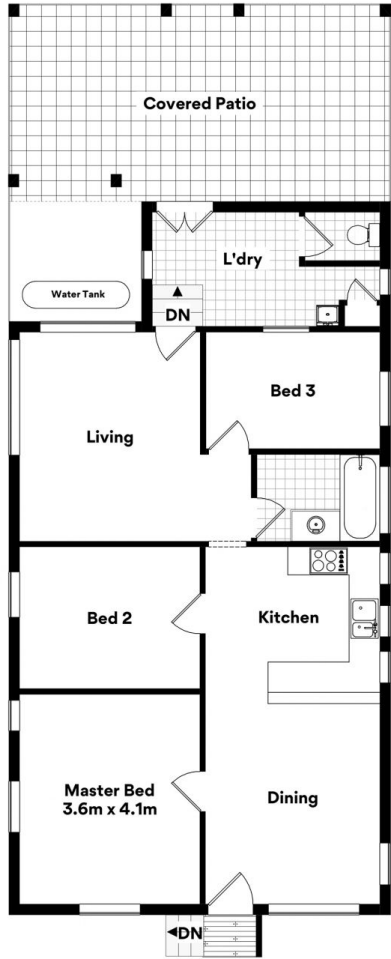 Covered Patio
L'dry
Water Tank
DN
Bed 3
Living
Bed 2
Kitchen
Master Bed
3.6m x 4.1m
Dining
DN